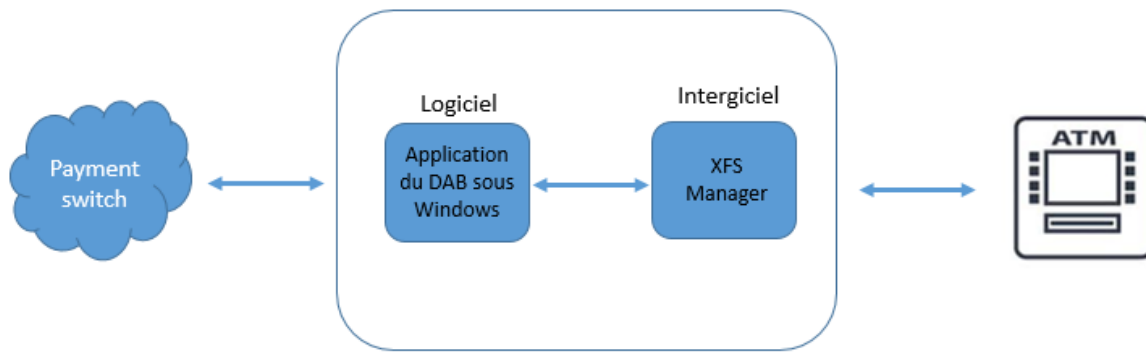 Payment
switch
Logiciel
Application
du DAB sous
Windows
Intergiciel
XFS
Manager
ATM